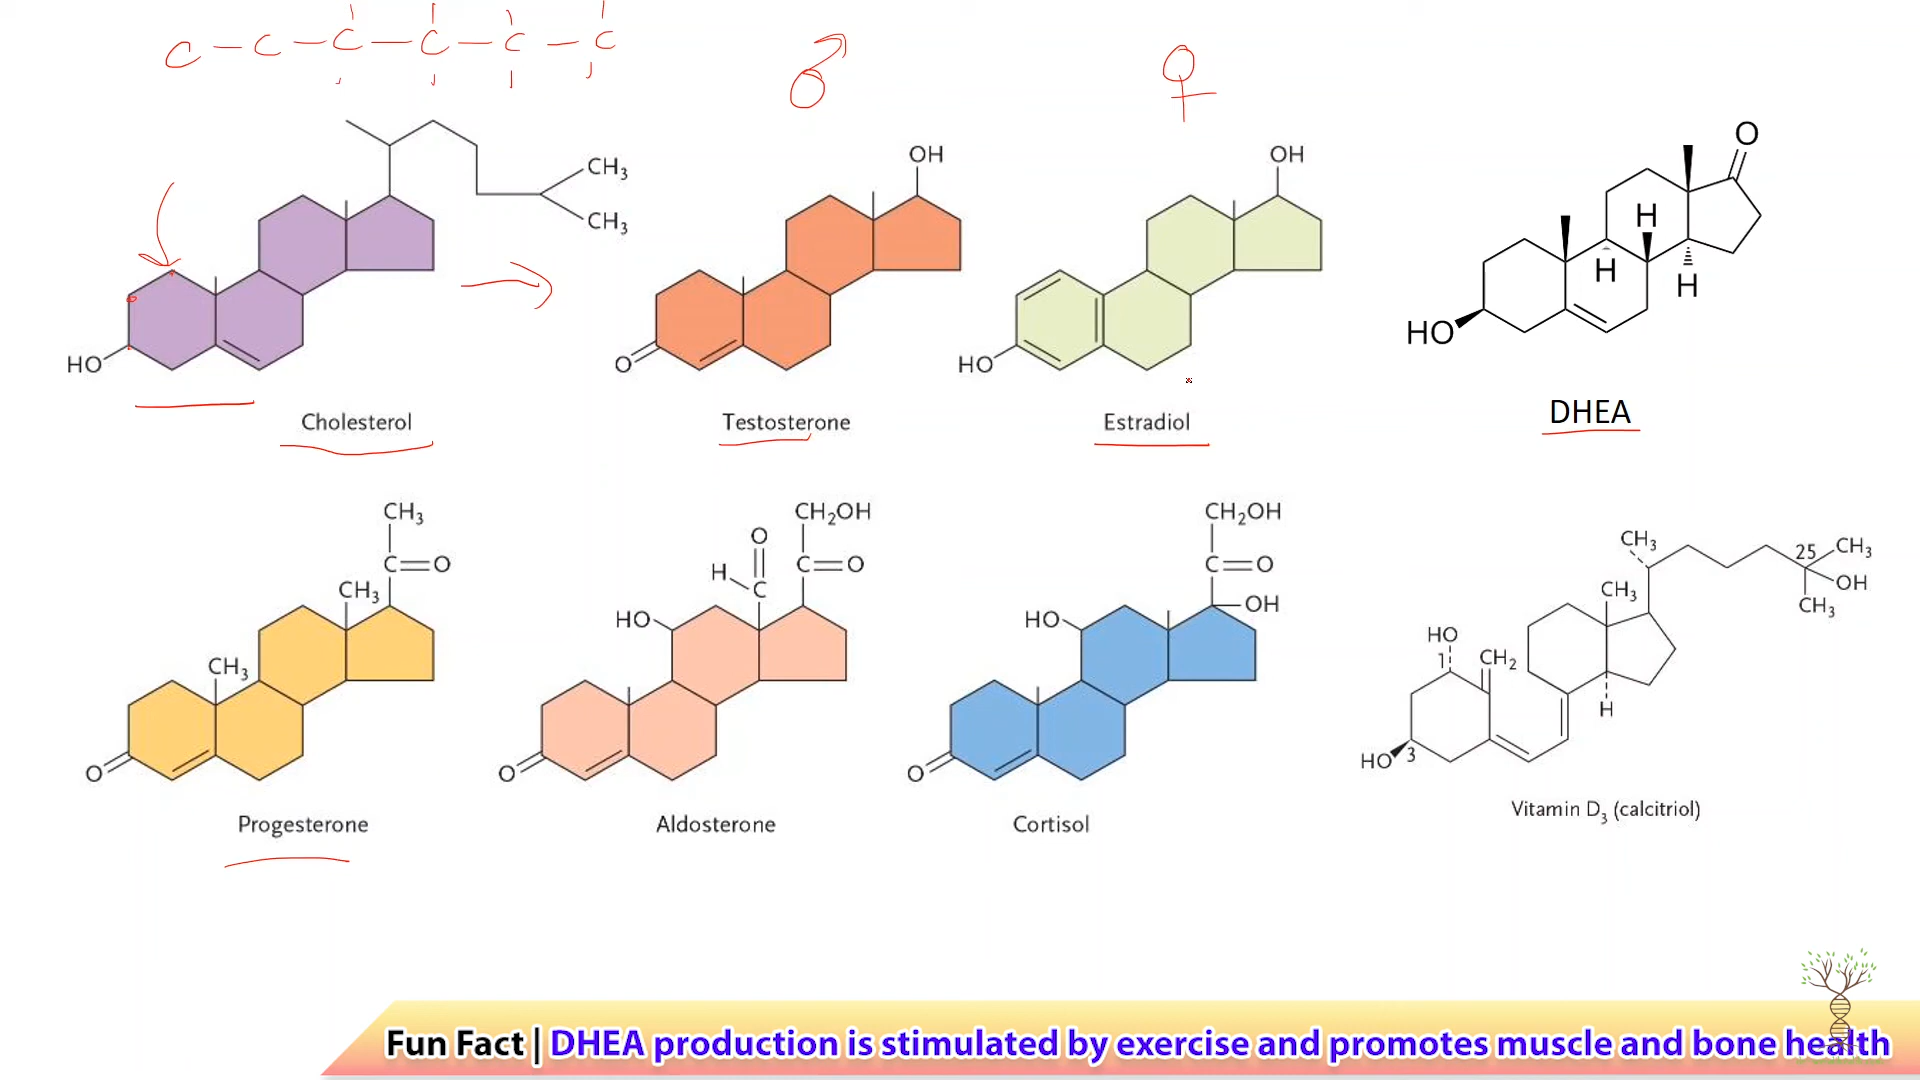 C – C – C – C – C – C
♂
♀
CH₃
CH₃
HO
Cholesterol
OH
O
Testosterone
OH
HO
Estradiol
O
H
H
H
HO
DHEA
CH₃
C=O
CH₃
CH₃
O
Progesterone
CH₂OH
O
C=O
H
C
HO
O
Aldosterone
CH₂OH
C=O
OH
HO
O
Cortisol
CH₃
25
CH₃
OH
CH₃
CH₃
HO
1
CH₂
H
HO
3
Vitamin D₃ (calcitriol)
Fun Fact | DHEA production is stimulated by exercise and promotes muscle and bone health